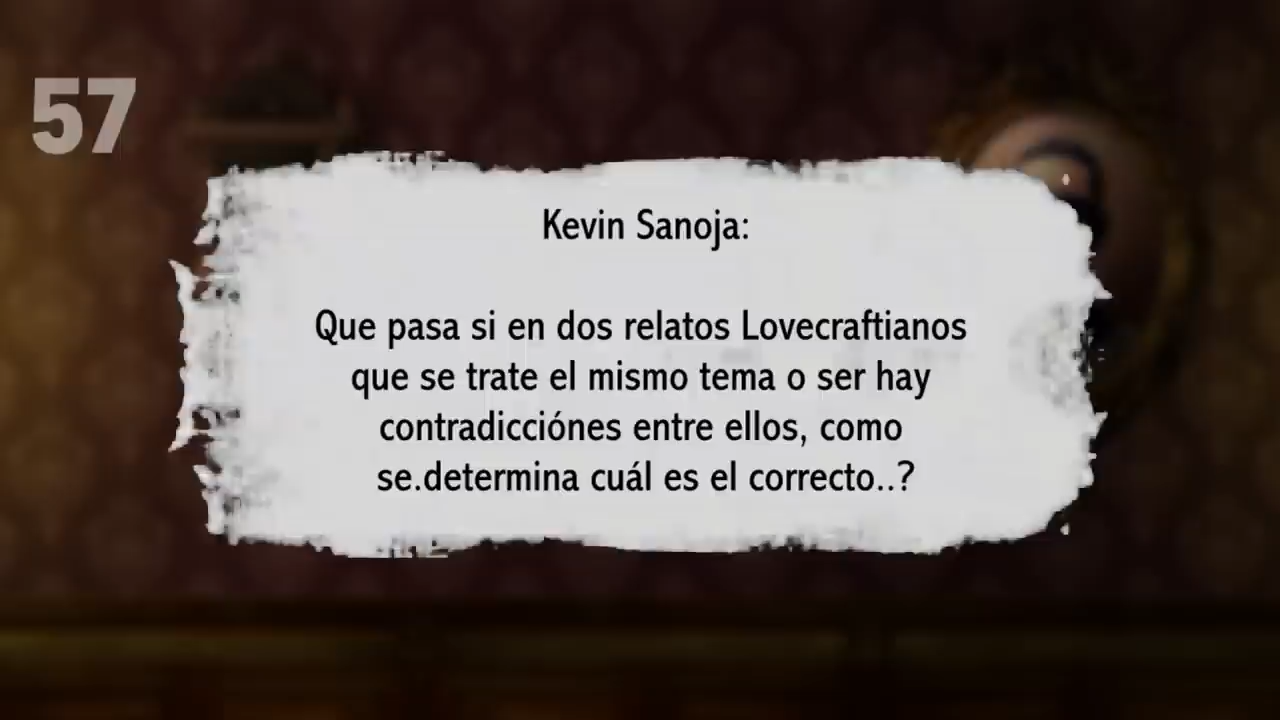 57
Kevin Sanoja:
Que pasa si en dos relatos Lovecraftianos
que se trate el mismo tema o ser hay
contradicciónes entre ellos, como
se.determina cuál es el correcto..?